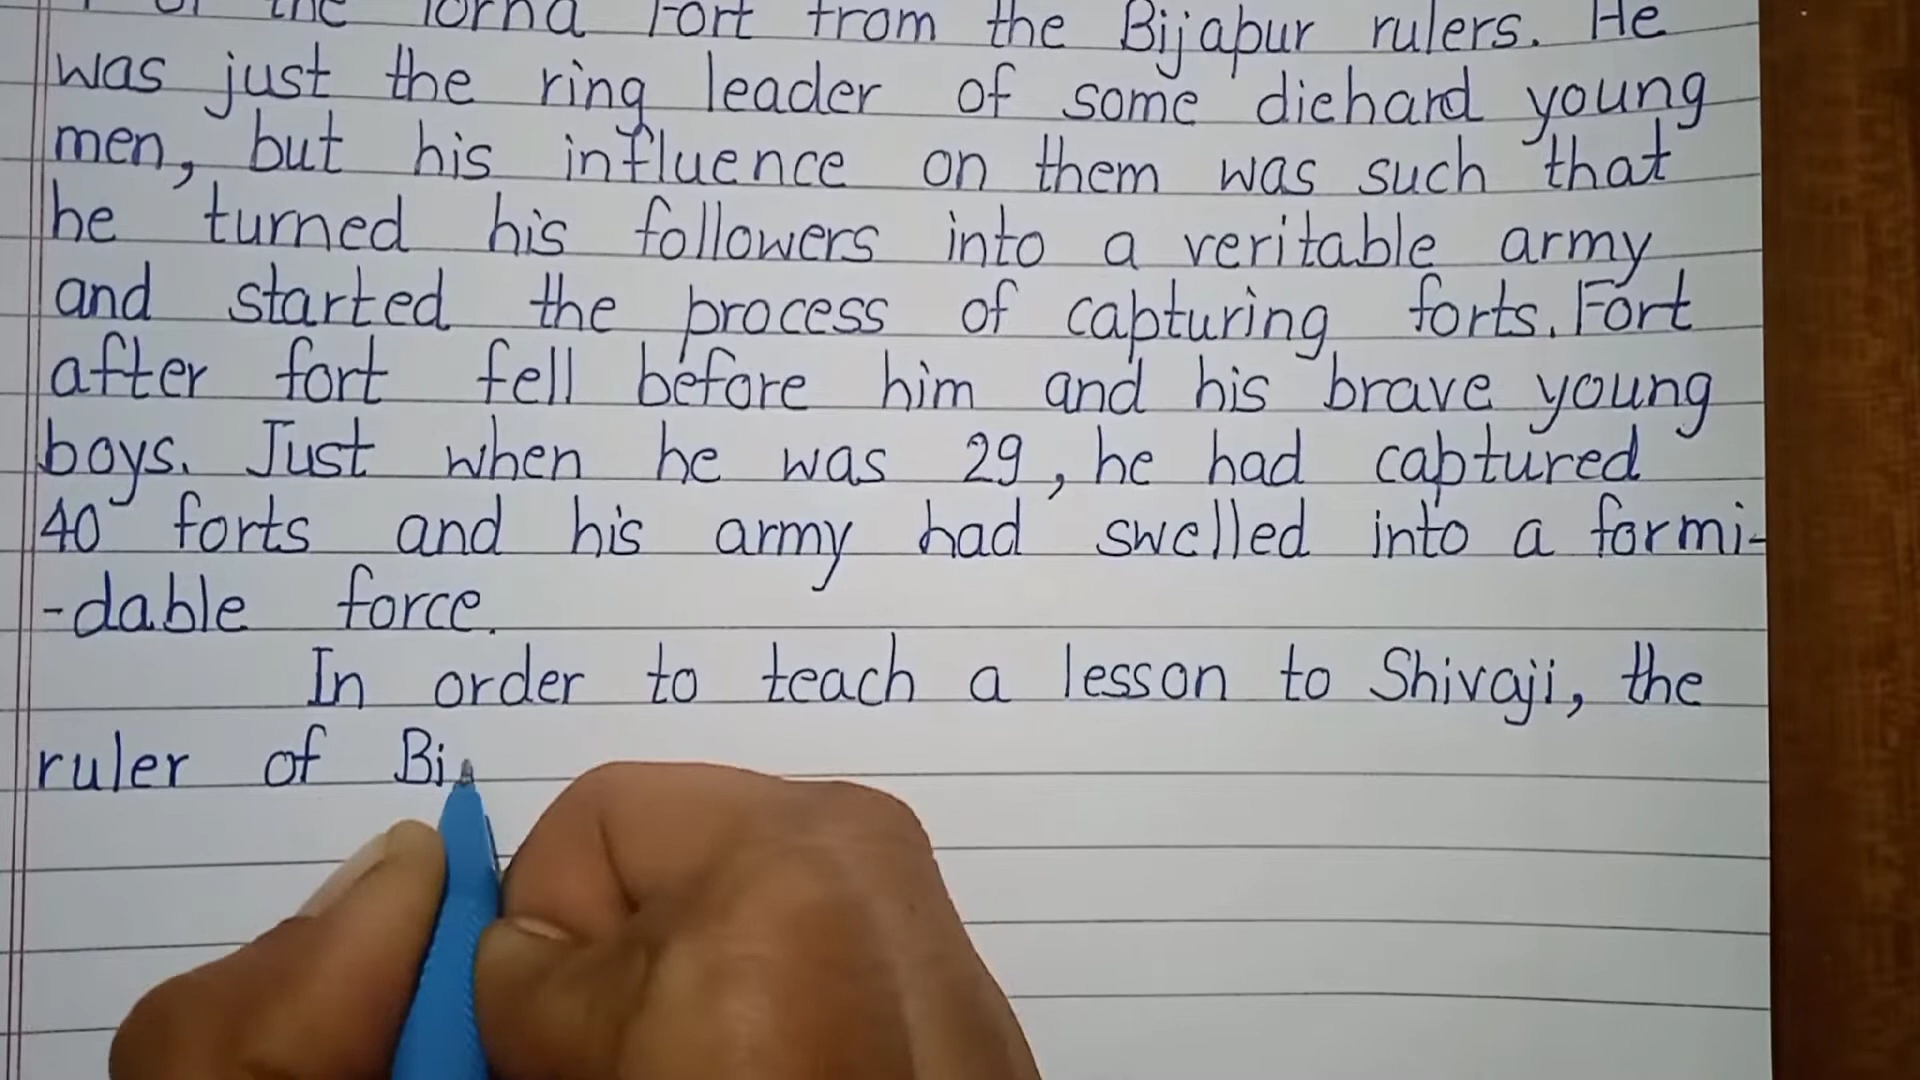 the Torna Fort from the Bijapur rulers. He
was just the ring leader of some diehard young
men, but his influence on them was such that
he turned his followers into a veritable army
and started the process of capturing forts. Fort
after fort fell before him and his brave young
boys. Just when he was 29, he had captured
40 forts and his army had swelled into a formi-
-dable force.
In order to teach a lesson to Shivaji, the
ruler of Bi